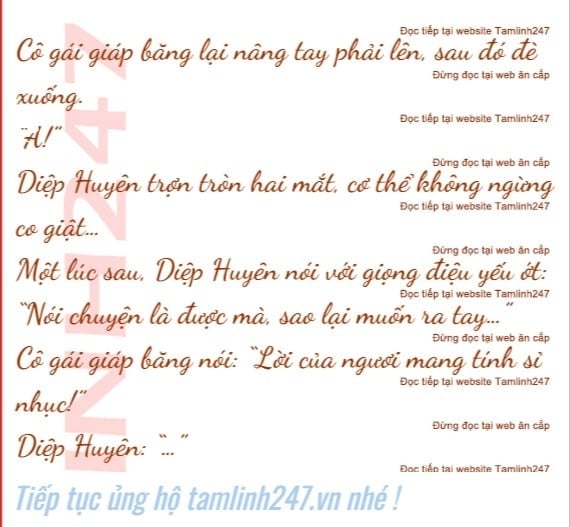 Đọc tiếp tại website Tamlinh247
Cô gái giáp băng lại nâng tay phải lên, sau đó đè
Đừng đọc tại web ăn cắp
xuống.
Đọc tiếp tại website Tamlinh247
“A!”
Đừng đọc tại web ăn cắp
Diệp Huyên trợn tròn hai mắt, cơ thể không ngừng
Đọc tiếp tại website Tamlinh247
co giật...
Đừng đọc tại web ăn cắp
Một lúc sau, Diệp Huyên nói với giọng điệu yếu ớt:
Đọc tiếp tại website Tamlinh247
“Nói chuyện là được mà, sao lại muốn ra tay...”
Đừng đọc tại web ăn cắp
Cô gái giáp băng nói: “Lời của ngươi mang tính sỉ
Đọc tiếp tại website Tamlinh247
nhục!”
Đừng đọc tại web ăn cắp
Diệp Huyên: “...”
Đọc tiếp tại website Tamlinh247
INH247
Tiếp tục ủng hộ tamlinh247.vn nhé !